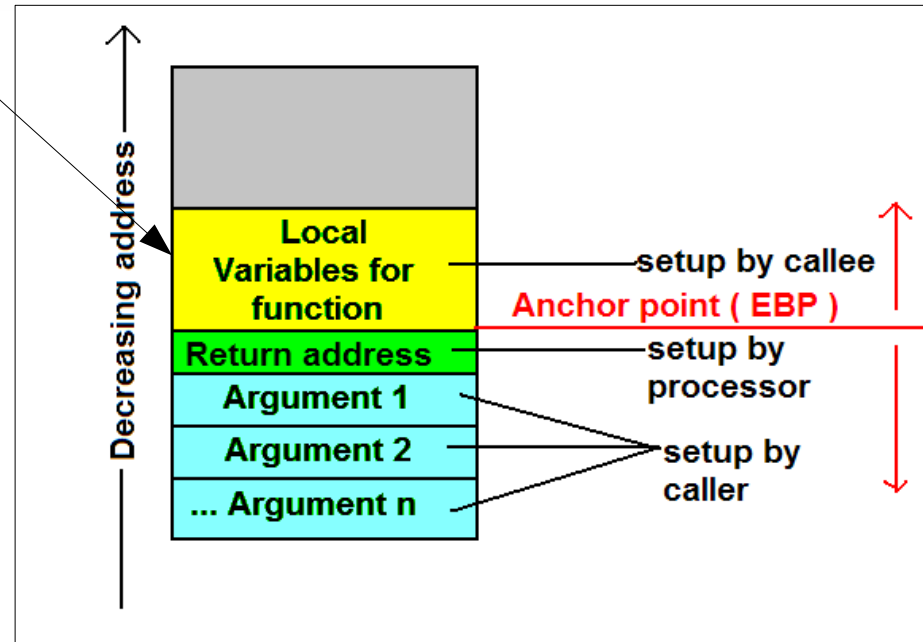 Decreasing address
Local
Variables for
function
setup by callee
Anchor point ( EBP )
Return address
setup by
processor
Argument 1
Argument 2
setup by
caller
... Argument n